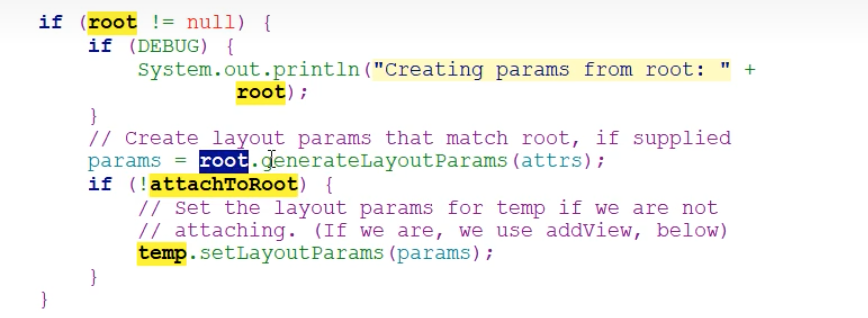 if (root != null) {
if (DEBUG) {
System.out.println("Creating params from root: " +
root);
}
// Create layout params that match root, if supplied
params = root.generateLayoutParams(attrs);
if (!attachToRoot) {
// Set the layout params for temp if we are not
// attaching. (If we are, we use addView, below)
temp.setLayoutParams(params);
}
}